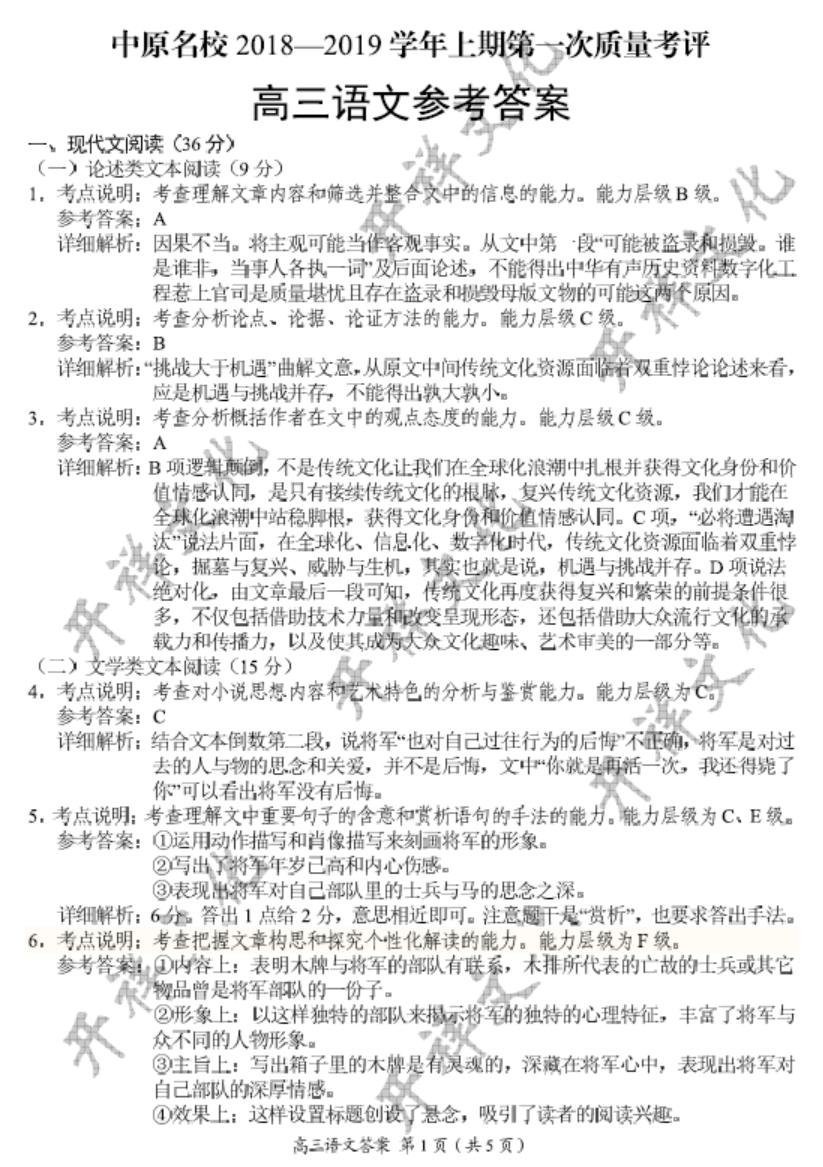 中原名校 2018—2019 学年上期第一次质量考评
高三语文参考答案
一、现代文阅读（36 分）
（一）论述类文本阅读（9 分）
1．考点说明：考查理解文章内容和筛选并整合文中的信息的能力。能力层级 B 级。
参考答案：A
详细解析：因果不当。将主观可能当作客观事实。从文中第一段“可能被盗录和损毁。谁
是谁非，当事人各执一词”及后面论述，不能得出中华有声历史资料数字化工
程惹上官司是质量堪忧且存在盗录和损毁母版文物的可能这两个原因。
2．考点说明：考查分析论点、论据、论证方法的能力。能力层级 C 级。
参考答案：B
详细解析：“挑战大于机遇”曲解文意，从原文中间传统文化资源面临着双重悖论论述来看，
应是机遇与挑战并存，不能得出孰大孰小。
3．考点说明：考查分析概括作者在文中的观点态度的能力。能力层级 C 级。
参考答案：A
详细解析：B 项逻辑颠倒，不是传统文化让我们在全球化浪潮中扎根并获得文化身份和价
值情感认同，是只有接续传统文化的根脉，复兴传统文化资源，我们才能在
全球化浪潮中站稳脚根，获得文化身份和价值情感认同。C 项，“必将遭遇淘
汰”说法片面，在全球化、信息化、数字化时代，传统文化资源面临着双重悖
论，掘墓与复兴、威胁与生机，其实也就是说，机遇与挑战并存。D 项说法
绝对化，由文章最后一段可知，传统文化再度获得复兴和繁荣的前提条件很
多，不仅包括借助技术力量和改变呈现形态，还包括借助大众流行文化的承
载力和传播力，以及使其成为大众文化趣味、艺术审美的一部分等。
（二）文学类文本阅读（15 分）
4．考点说明：考查对小说思想内容和艺术特色的分析与鉴赏能力。能力层级为 C。
参考答案：C
详细解析：结合文本倒数第二段，说将军“也对自己过往行为的后悔”不正确，将军是对过
去的人与物的思念和关爱，并不是后悔，文中“你就是再活一次，我还得毙了
你”可以看出将军没有后悔。
5．考点说明：考查理解文中重要句子的含意和赏析语句的手法的能力。能力层级为 C、E 级。
参考答案：①运用动作描写和肖像描写来刻画将军的形象。
②写出了将军年岁已高和内心伤感。
③表现出将军对自己部队里的士兵与马的思念之深。
详细解析：6 分。答出 1 点给 2 分，意思相近即可。注意题干是“赏析”，也要求答出手法。
6．考点说明：考查把握文章构思和探究个性化解读的能力。能力层级为 F 级。
参考答案：①内容上：表明木牌与将军的部队有联系，木排所代表的亡故的士兵或其它
物品曾是将军部队的一份子。
②形象上：以这样独特的部队来揭示将军的独特的心理特征，丰富了将军与
众不同的人物形象。
③主旨上：写出箱子里的木牌是有灵魂的，深藏在将军心中，表现出将军对
自己部队的深厚情感。
④效果上：这样设置标题创设了悬念，吸引了读者的阅读兴趣。
高三语文答案 第 1 页（共 5 页）
开祥文化
开祥文化
开祥文化
开祥文化
开祥文化
开祥文化
开祥文化